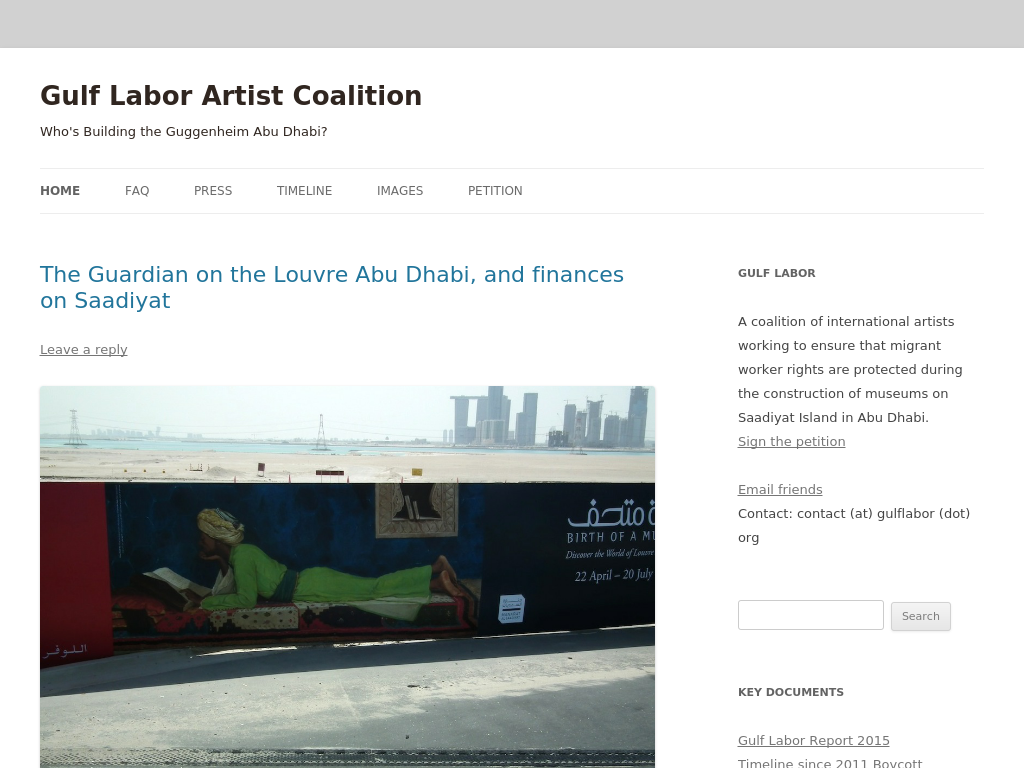 Gulf Labor Artist Coalition
Who's Building the Guggenheim Abu Dhabi?
HOME FAQ PRESS TIMELINE IMAGES PETITION
The Guardian on the Louvre Abu Dhabi, and finances
on Saadiyat
Leave a reply
BIRTH OF A MU
Discover the World of Louvre
22 April – 20 July
اللوفر
GULF LABOR
A coalition of international artists
working to ensure that migrant
worker rights are protected during
the construction of museums on
Saadiyat Island in Abu Dhabi.
Sign the petition
Email friends
Contact: contact (at) gulflabor (dot)
org
Search
KEY DOCUMENTS
Gulf Labor Report 2015
Timeline since 2011 Boycott